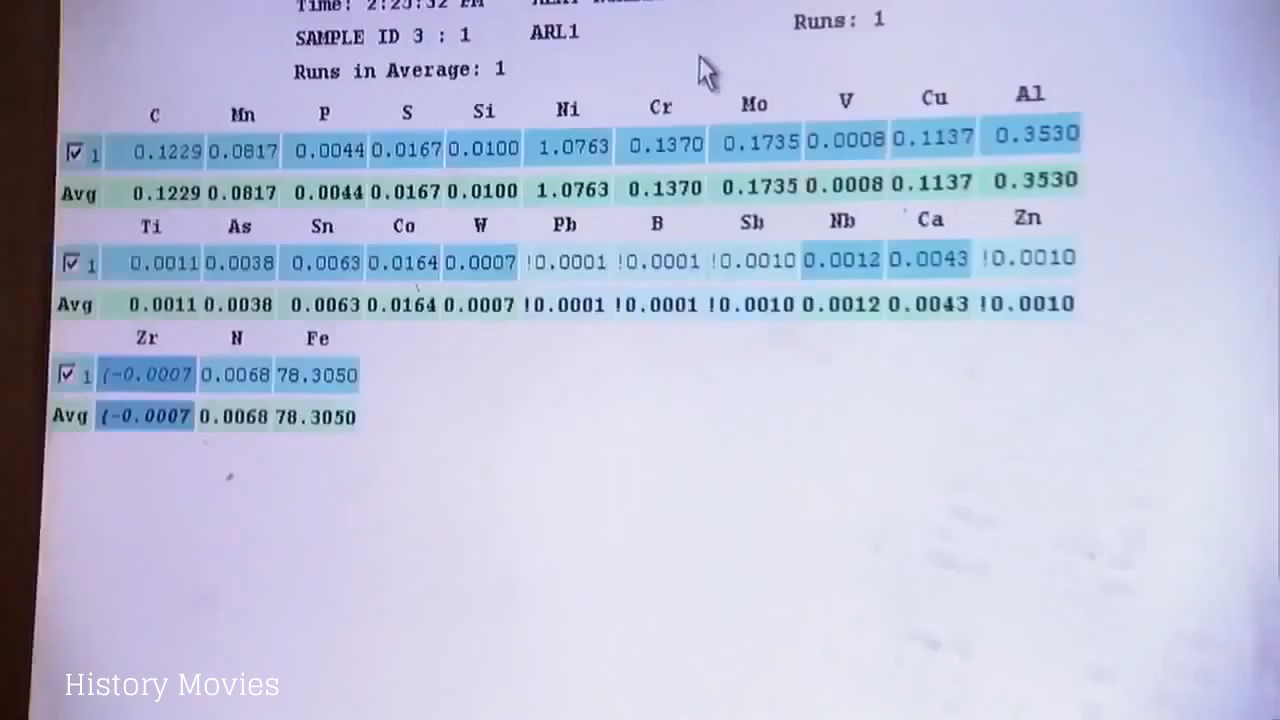 Time: 2:25:32 PM
SAMPLE ID 3 : 1 ARL1 Runs: 1
Runs in Average: 1
C Mn P S Si Ni Cr Mo V Cu Al
1 0.1229 0.0817 0.0044 0.0167 0.0100 1.0763 0.1370 0.1735 0.0008 0.1137 0.3530
Avg 0.1229 0.0817 0.0044 0.0167 0.0100 1.0763 0.1370 0.1735 0.0008 0.1137 0.3530
Ti As Sn Co W Pb B Sb Nb Ca Zn
1 0.0011 0.0038 0.0063 0.0164 0.0007 !0.0001 !0.0001 !0.0010 0.0012 0.0043 !0.0010
Avg 0.0011 0.0038 0.0063 0.0164 0.0007 !0.0001 !0.0001 !0.0010 0.0012 0.0043 !0.0010
Zr N Fe
1 (-0.0007 0.0068 78.3050
Avg (-0.0007 0.0068 78.3050
History Movies